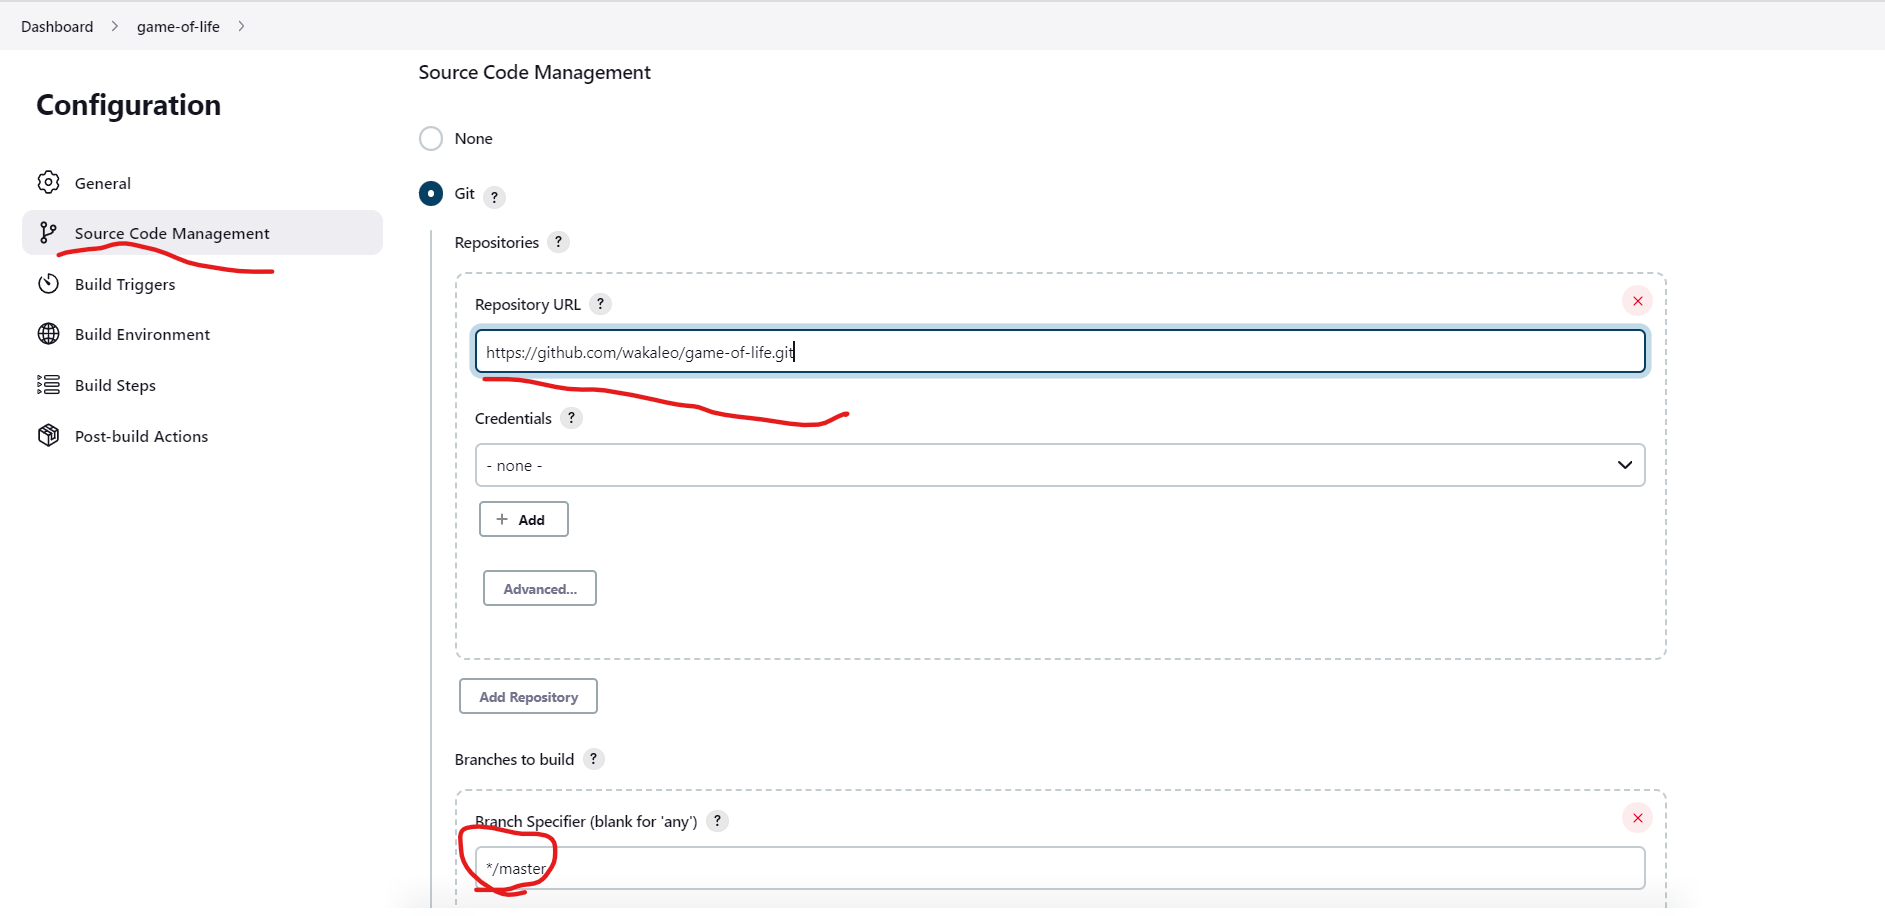 Dashboard > game-of-life >
Configuration
General
Source Code Management
Build Triggers
Build Environment
Build Steps
Post-build Actions
Source Code Management
None
Git ?
Repositories ?
Repository URL ?
https://github.com/wakaleo/game-of-life.git
Credentials ?
- none -
+ Add
Advanced...
Add Repository
Branches to build ?
Branch Specifier (blank for 'any') ?
*/master